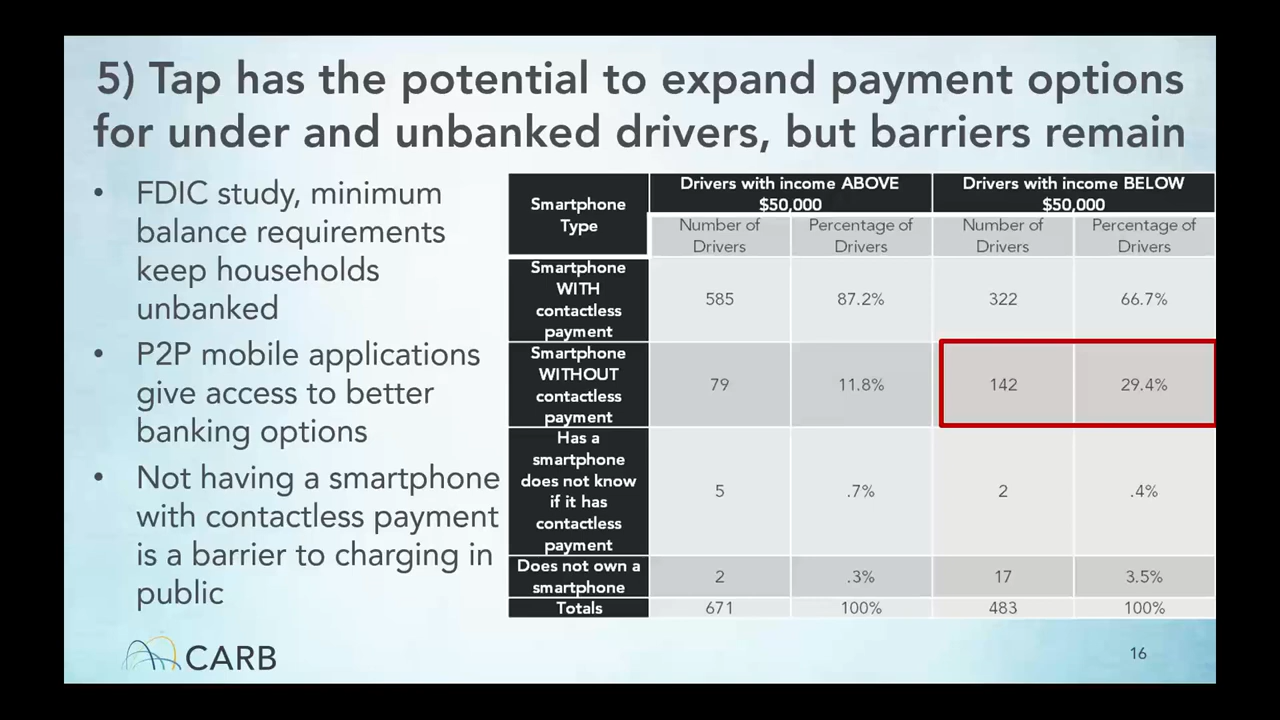 5) Tap has the potential to expand payment options
for under and unbanked drivers, but barriers remain
• FDIC study, minimum
balance requirements
keep households
unbanked
• P2P mobile applications
give access to better
banking options
• Not having a smartphone
with contactless payment
is a barrier to charging in
public
Smartphone
Type
Drivers with income ABOVE
$50,000
Drivers with income BELOW
$50,000
Number of
Drivers
Percentage of
Drivers
Number of
Drivers
Percentage of
Drivers
Smartphone
WITH
contactless
payment
585
87.2%
322
66.7%
Smartphone
WITHOUT
contactless
payment
79
11.8%
142
29.4%
Has a
smartphone
does not know
if it has
contactless
payment
5
.7%
2
.4%
Does not own a
smartphone
2
.3%
17
3.5%
Totals
671
100%
483
100%
CARB
16